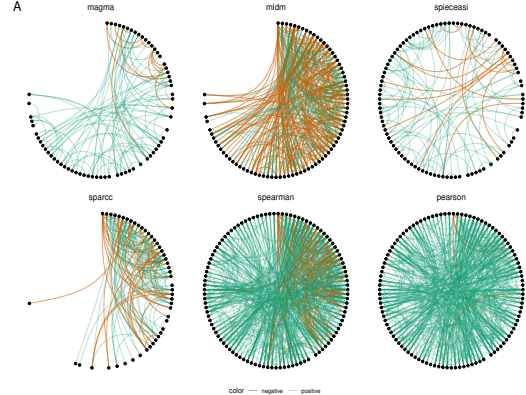 A
magma
mldm
spieceasi
sparcc
spearman
pearson
color negative positive